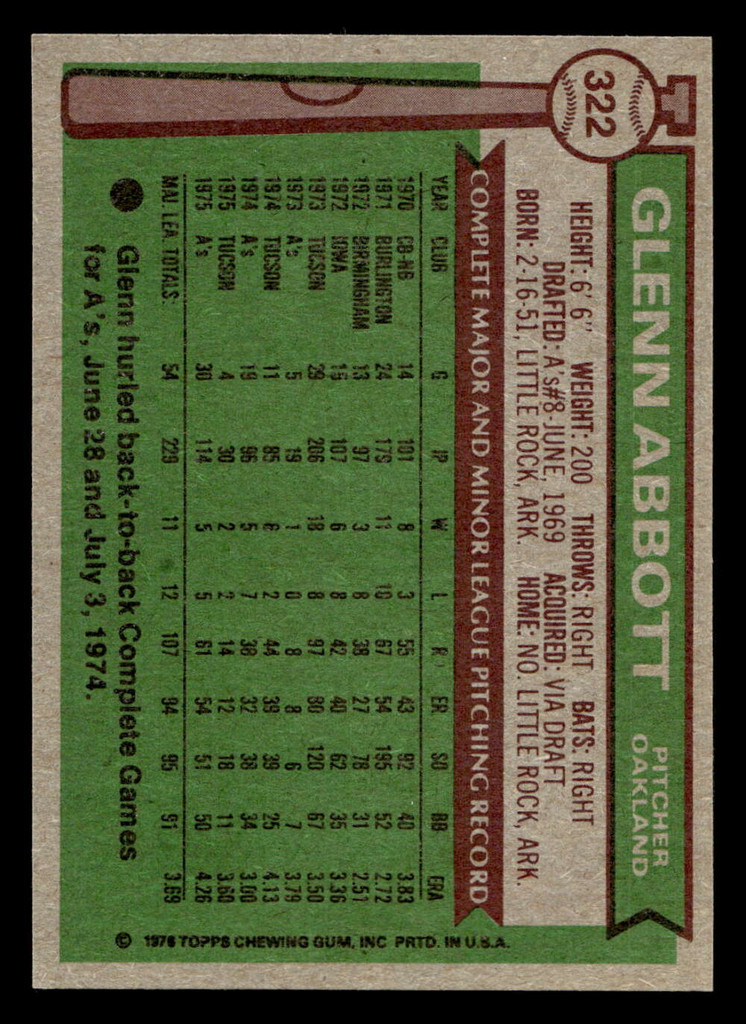 322
GLENN ABBOTT
PITCHER
OAKLAND
HEIGHT: 6' 6" WEIGHT: 200 THROWS: RIGHT BATS: RIGHT
DRAFTED: A's#8-JUNE, 1969 ACQUIRED: VIA DRAFT
BORN: 2-16-51, LITTLE ROCK, ARK. HOME: NO. LITTLE ROCK, ARK.
COMPLETE MAJOR AND MINOR LEAGUE PITCHING RECORD
YEAR CLUB G IP W L R ER SO BB ERA
1970 CB-MG 14 101 8 3 55 43 92 40 3.83
1971 BURLINGTON 24 179 11 10 67 54 195 52 2.72
1972 BIRMINGHAM 13 97 3 8 38 27 78 31 2.51
1972 IOWA 16 107 6 8 42 40 62 35 3.36
1973 TUCSON 29 206 18 8 97 80 120 67 3.50
1973 A's 5 19 1 0 8 8 6 7 3.79
1974 TUCSON 11 85 6 2 44 39 39 25 4.13
1974 A's 19 96 5 7 38 32 38 34 3.00
1975 TUCSON 4 30 2 2 14 12 18 11 3.60
1975 A's 30 114 5 5 61 54 51 50 4.26
MAJ. LEA. TOTALS: 54 229 11 12 107 94 95 91 3.69
Glenn hurled back-to-back Complete Games
for A's, June 28 and July 3, 1974.
© 1976 TOPPS CHEWING GUM, INC PRTD. IN U.S.A.